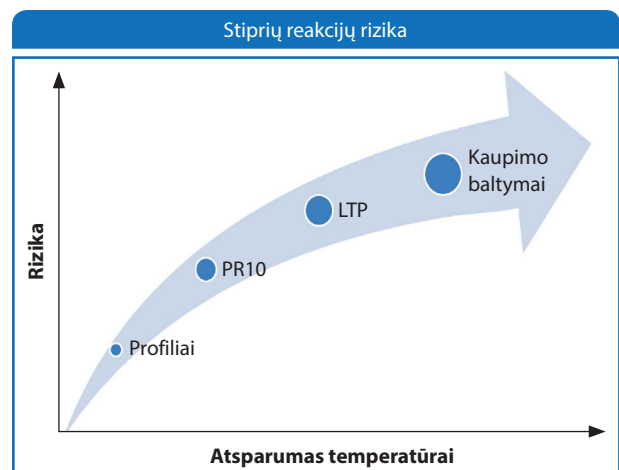 Stiprių reakcijų rizika
Kaupimo
baltymai
LTP
PR10
Profiliai
Rizika
Atsparumas temperatūrai